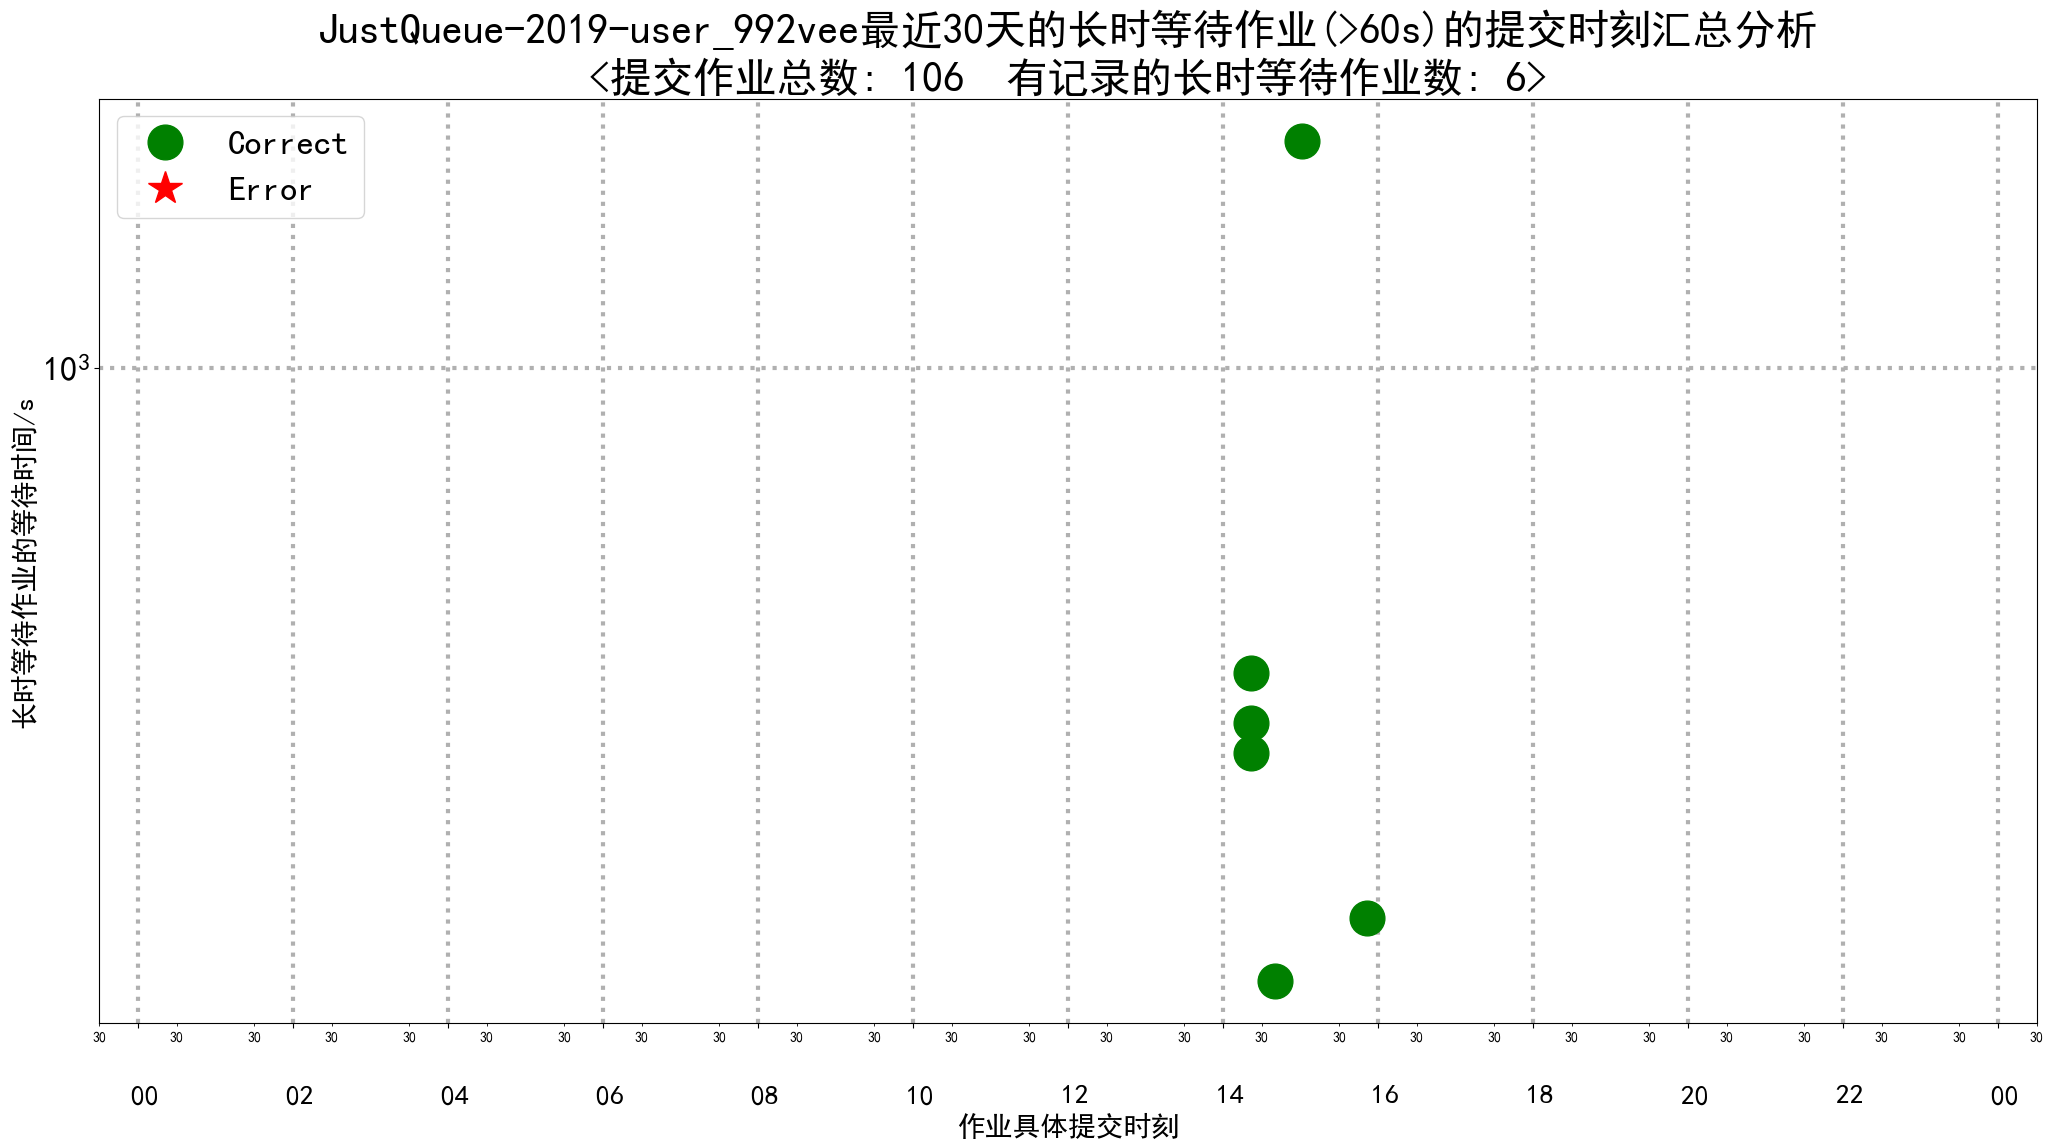 JustQueue-2019-user_992vee最近30天的长时等待作业(>60s)的提交时刻汇总分析
<提交作业总数: 106  有记录的长时等待作业数: 6>
Correct
Error
10³
长时等待作业的等待时间/s
30 30 30 30 30 30 30 30 30 30 30 30 30 30 30 30 30 30 30 30 30 30 30 30 30 30
00 02 04 06 08 10 12 14 16 18 20 22 00
作业具体提交时刻